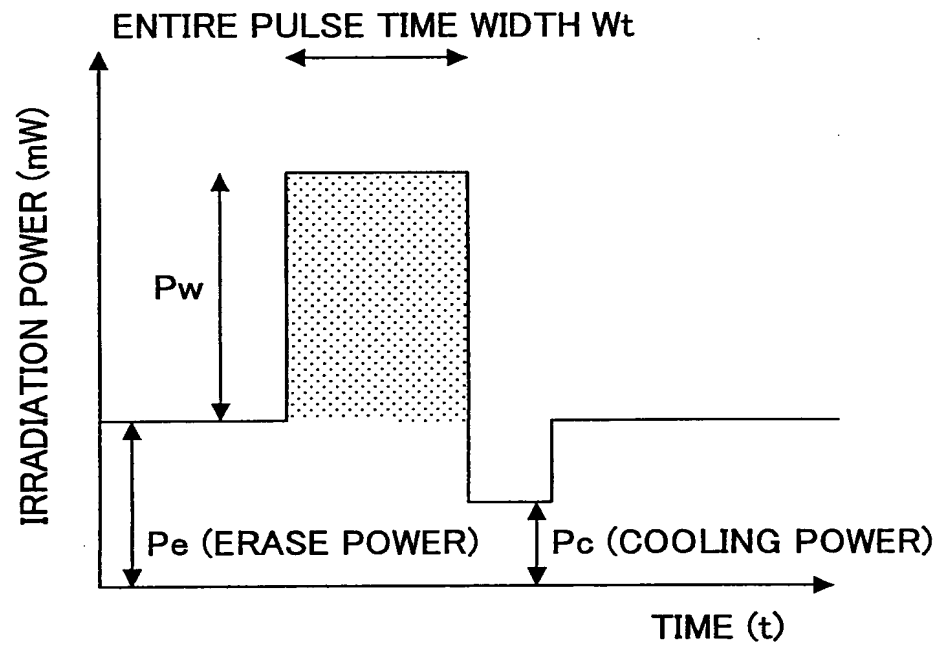 ENTIRE PULSE TIME WIDTH Wt
IRRADIATION POWER (mW)
Pw
Pe (ERASE POWER)
Pc (COOLING POWER)
TIME (t)